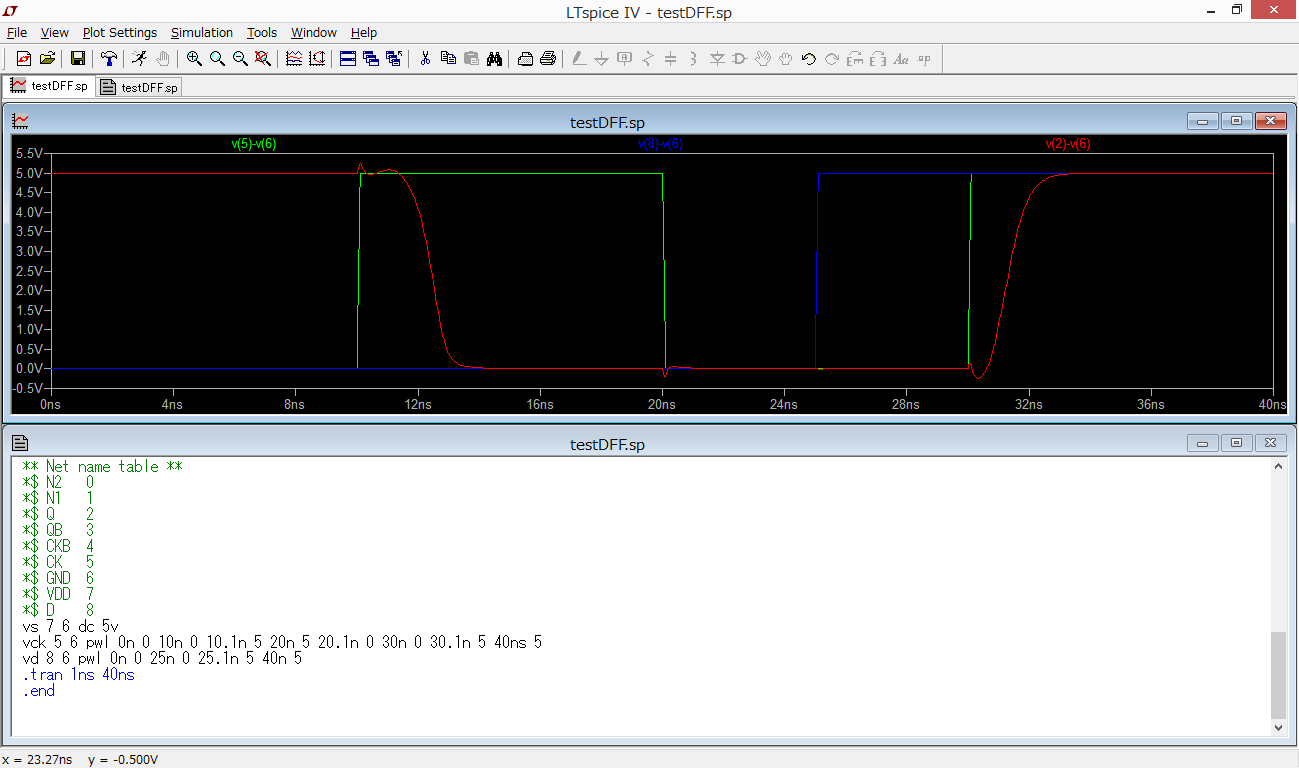 LTspice IV - testDFF.sp
File View Plot Settings Simulation Tools Window Help
testDFF.sp testDFF.sp
testDFF.sp
v(5)-v(6) v(8)-v(6) v(2)-v(6)
5.5V
5.0V
4.5V
4.0V
3.5V
3.0V
2.5V
2.0V
1.5V
1.0V
0.5V
0.0V
-0.5V
0ns 4ns 8ns 12ns 16ns 20ns 24ns 28ns 32ns 36ns 40ns
testDFF.sp
** Net name table **
*$ N2 0
*$ N1 1
*$ Q 2
*$ QB 3
*$ CKB 4
*$ CK 5
*$ GND 6
*$ VDD 7
*$ D 8
vs 7 6 dc 5v
vck 5 6 pwl 0n 0 10n 0 10.1n 5 20n 5 20.1n 0 30n 0 30.1n 5 40ns 5
vd 8 6 pwl 0n 0 25n 0 25.1n 5 40n 5
.tran 1ns 40ns
.end
x = 23.27ns y = -0.500V